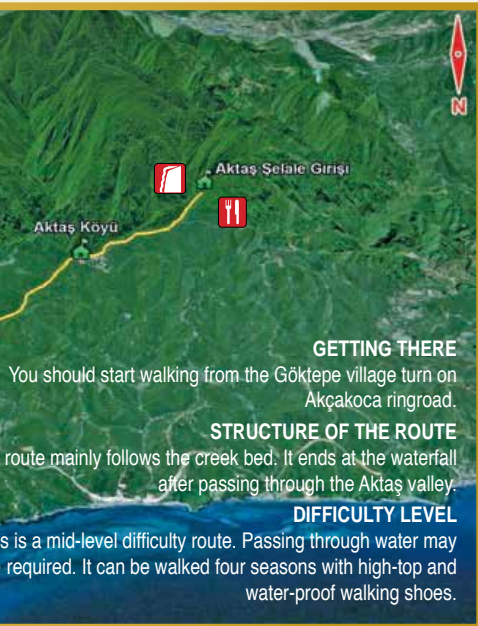 N
Aktaş Şelale Girişi
Aktaş Köyü
GETTING THERE
You should start walking from the Göktepe village turn on
Akçakoca ringroad.
STRUCTURE OF THE ROUTE
route mainly follows the creek bed. It ends at the waterfall
after passing through the Aktaş valley.
DIFFICULTY LEVEL
s is a mid-level difficulty route. Passing through water may
required. It can be walked four seasons with high-top and
water-proof walking shoes.